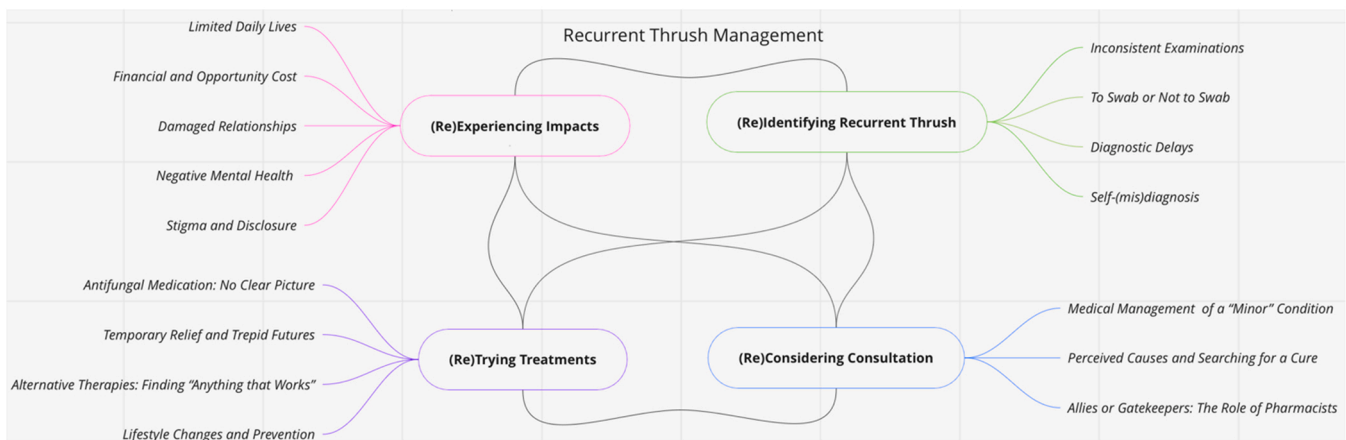 Recurrent Thrush Management
Limited Daily Lives
Financial and Opportunity Cost
Damaged Relationships
Negative Mental Health
Stigma and Disclosure
(Re)Experiencing Impacts
(Re)Identifying Recurrent Thrush
Inconsistent Examinations
To Swab or Not to Swab
Diagnostic Delays
Self-(mis)diagnosis
Antifungal Medication: No Clear Picture
Temporary Relief and Trepid Futures
Alternative Therapies: Finding “Anything that Works”
Lifestyle Changes and Prevention
(Re)Trying Treatments
(Re)Considering Consultation
Medical Management of a “Minor” Condition
Perceived Causes and Searching for a Cure
Allies or Gatekeepers: The Role of Pharmacists